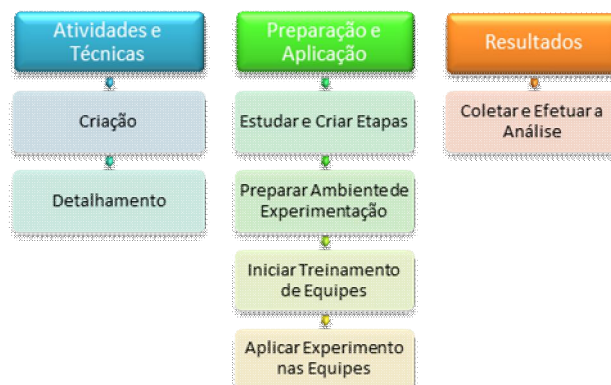 Atividades e
Técnicas
Criação
Detalhamento
Preparação e
Aplicação
Estudar e Criar Etapas
Preparar Ambiente de
Experimentação
Iniciar Treinamento
de Equipes
Aplicar Experimento
nas Equipes
Resultados
Coletar e Efetuar a
Análise